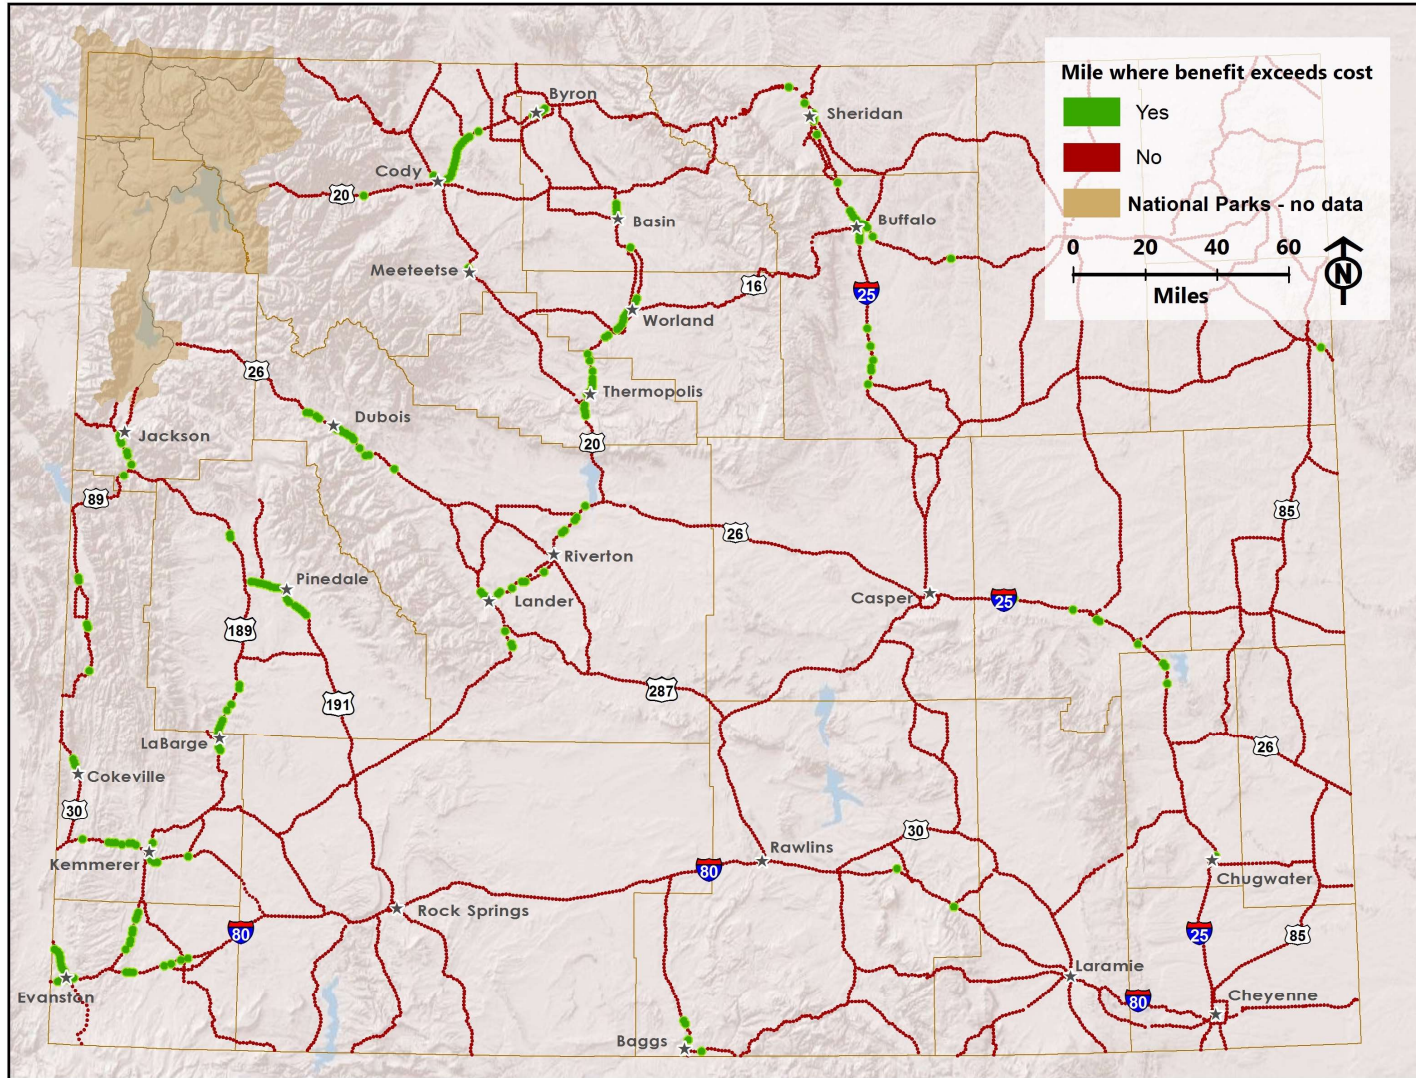 Mile where benefit exceeds cost
Yes
No
National Parks - no data
0 20 40 60
Miles
N
Byron
Sheridan
Cody
20
Basin
Buffalo
Meeteetse
16
25
Worland
26
Thermopolis
Dubois
Jackson
20
89
85
26
Riverton
Pinedale
Lander
Casper
25
189
287
191
LaBarge
26
Cokeville
30
30
Rawlins
Kemmerer
80
Chugwater
Rock Springs
80
25
85
Laramie
Evanston
80
Cheyenne
Baggs